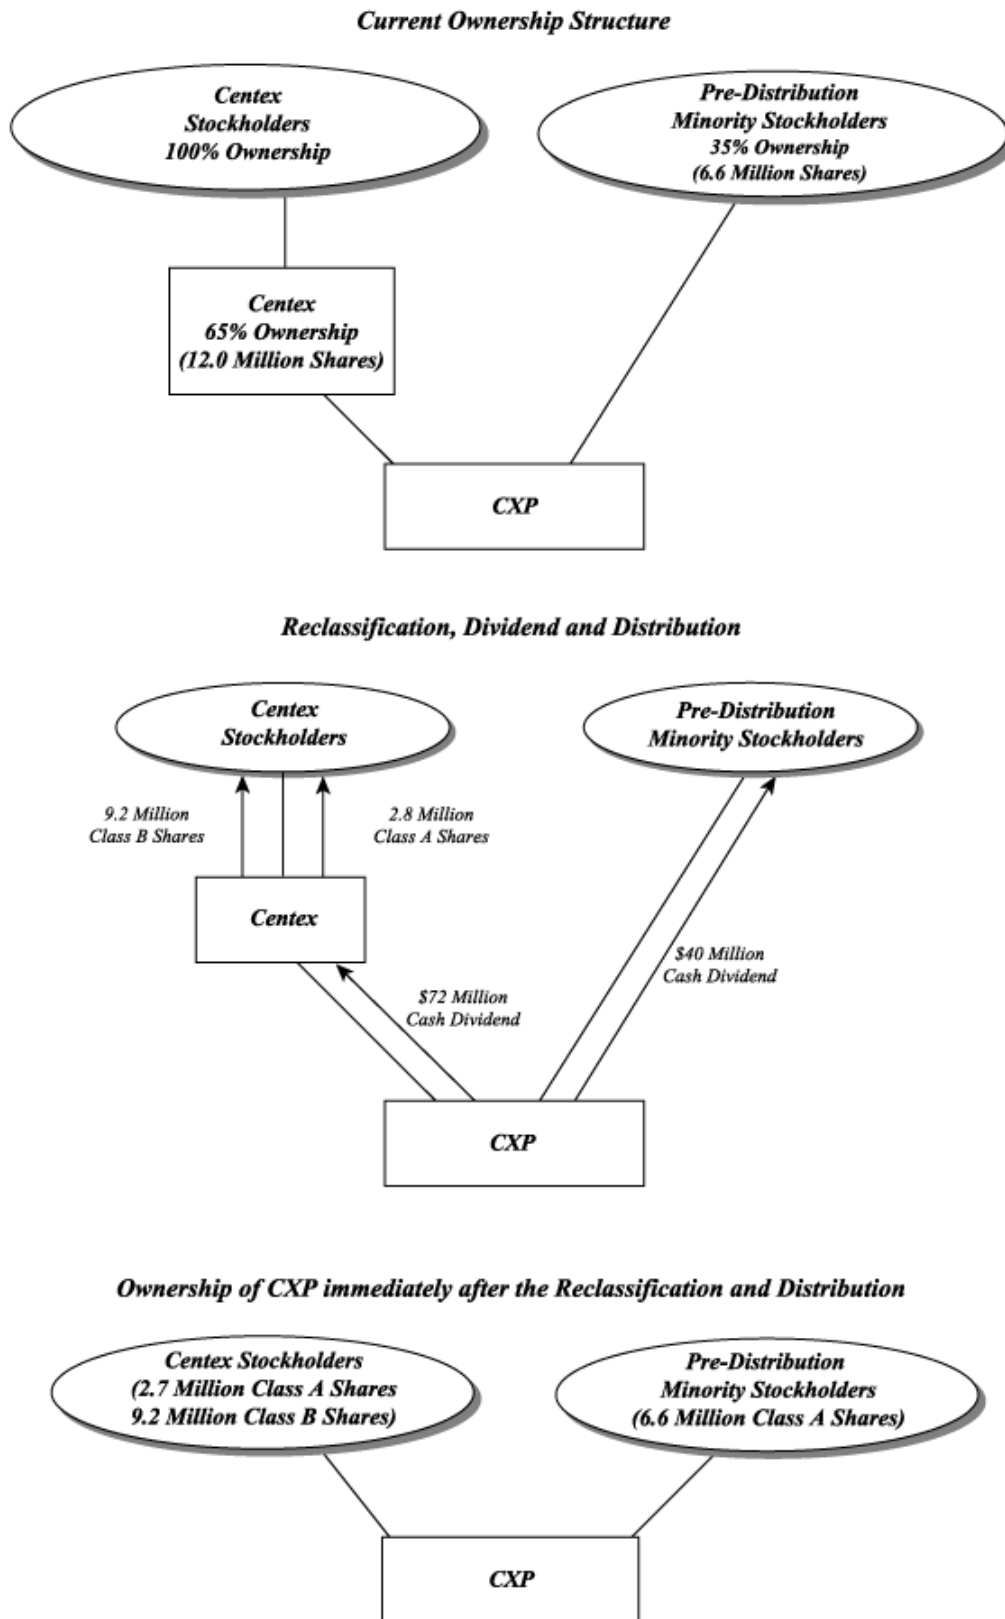 Current Ownership Structure
Centex
Stockholders
100% Ownership
Pre-Distribution
Minority Stockholders
35% Ownership
(6.6 Million Shares)
Centex
65% Ownership
(12.0 Million Shares)
CXP
Reclassification, Dividend and Distribution
Centex
Stockholders
Pre-Distribution
Minority Stockholders
9.2 Million
Class B Shares
2.8 Million
Class A Shares
Centex
$72 Million
Cash Dividend
$40 Million
Cash Dividend
CXP
Ownership of CXP immediately after the Reclassification and Distribution
Centex Stockholders
(2.7 Million Class A Shares
9.2 Million Class B Shares)
Pre-Distribution
Minority Stockholders
(6.6 Million Class A Shares)
CXP